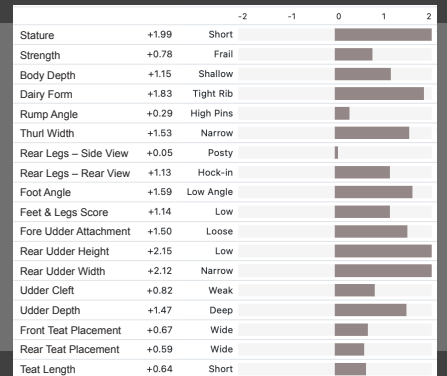 -2 -1 0 1 2
Stature +1.99 Short
Strength +0.78 Frail
Body Depth +1.15 Shallow
Dairy Form +1.83 Tight Rib
Rump Angle +0.29 High Pins
Thurl Width +1.53 Narrow
Rear Legs – Side View +0.05 Posty
Rear Legs – Rear View +1.13 Hock-in
Foot Angle +1.59 Low Angle
Feet & Legs Score +1.14 Low
Fore Udder Attachment +1.50 Loose
Rear Udder Height +2.15 Low
Rear Udder Width +2.12 Narrow
Udder Cleft +0.82 Weak
Udder Depth +1.47 Deep
Front Teat Placement +0.67 Wide
Rear Teat Placement +0.59 Wide
Teat Length +0.64 Short